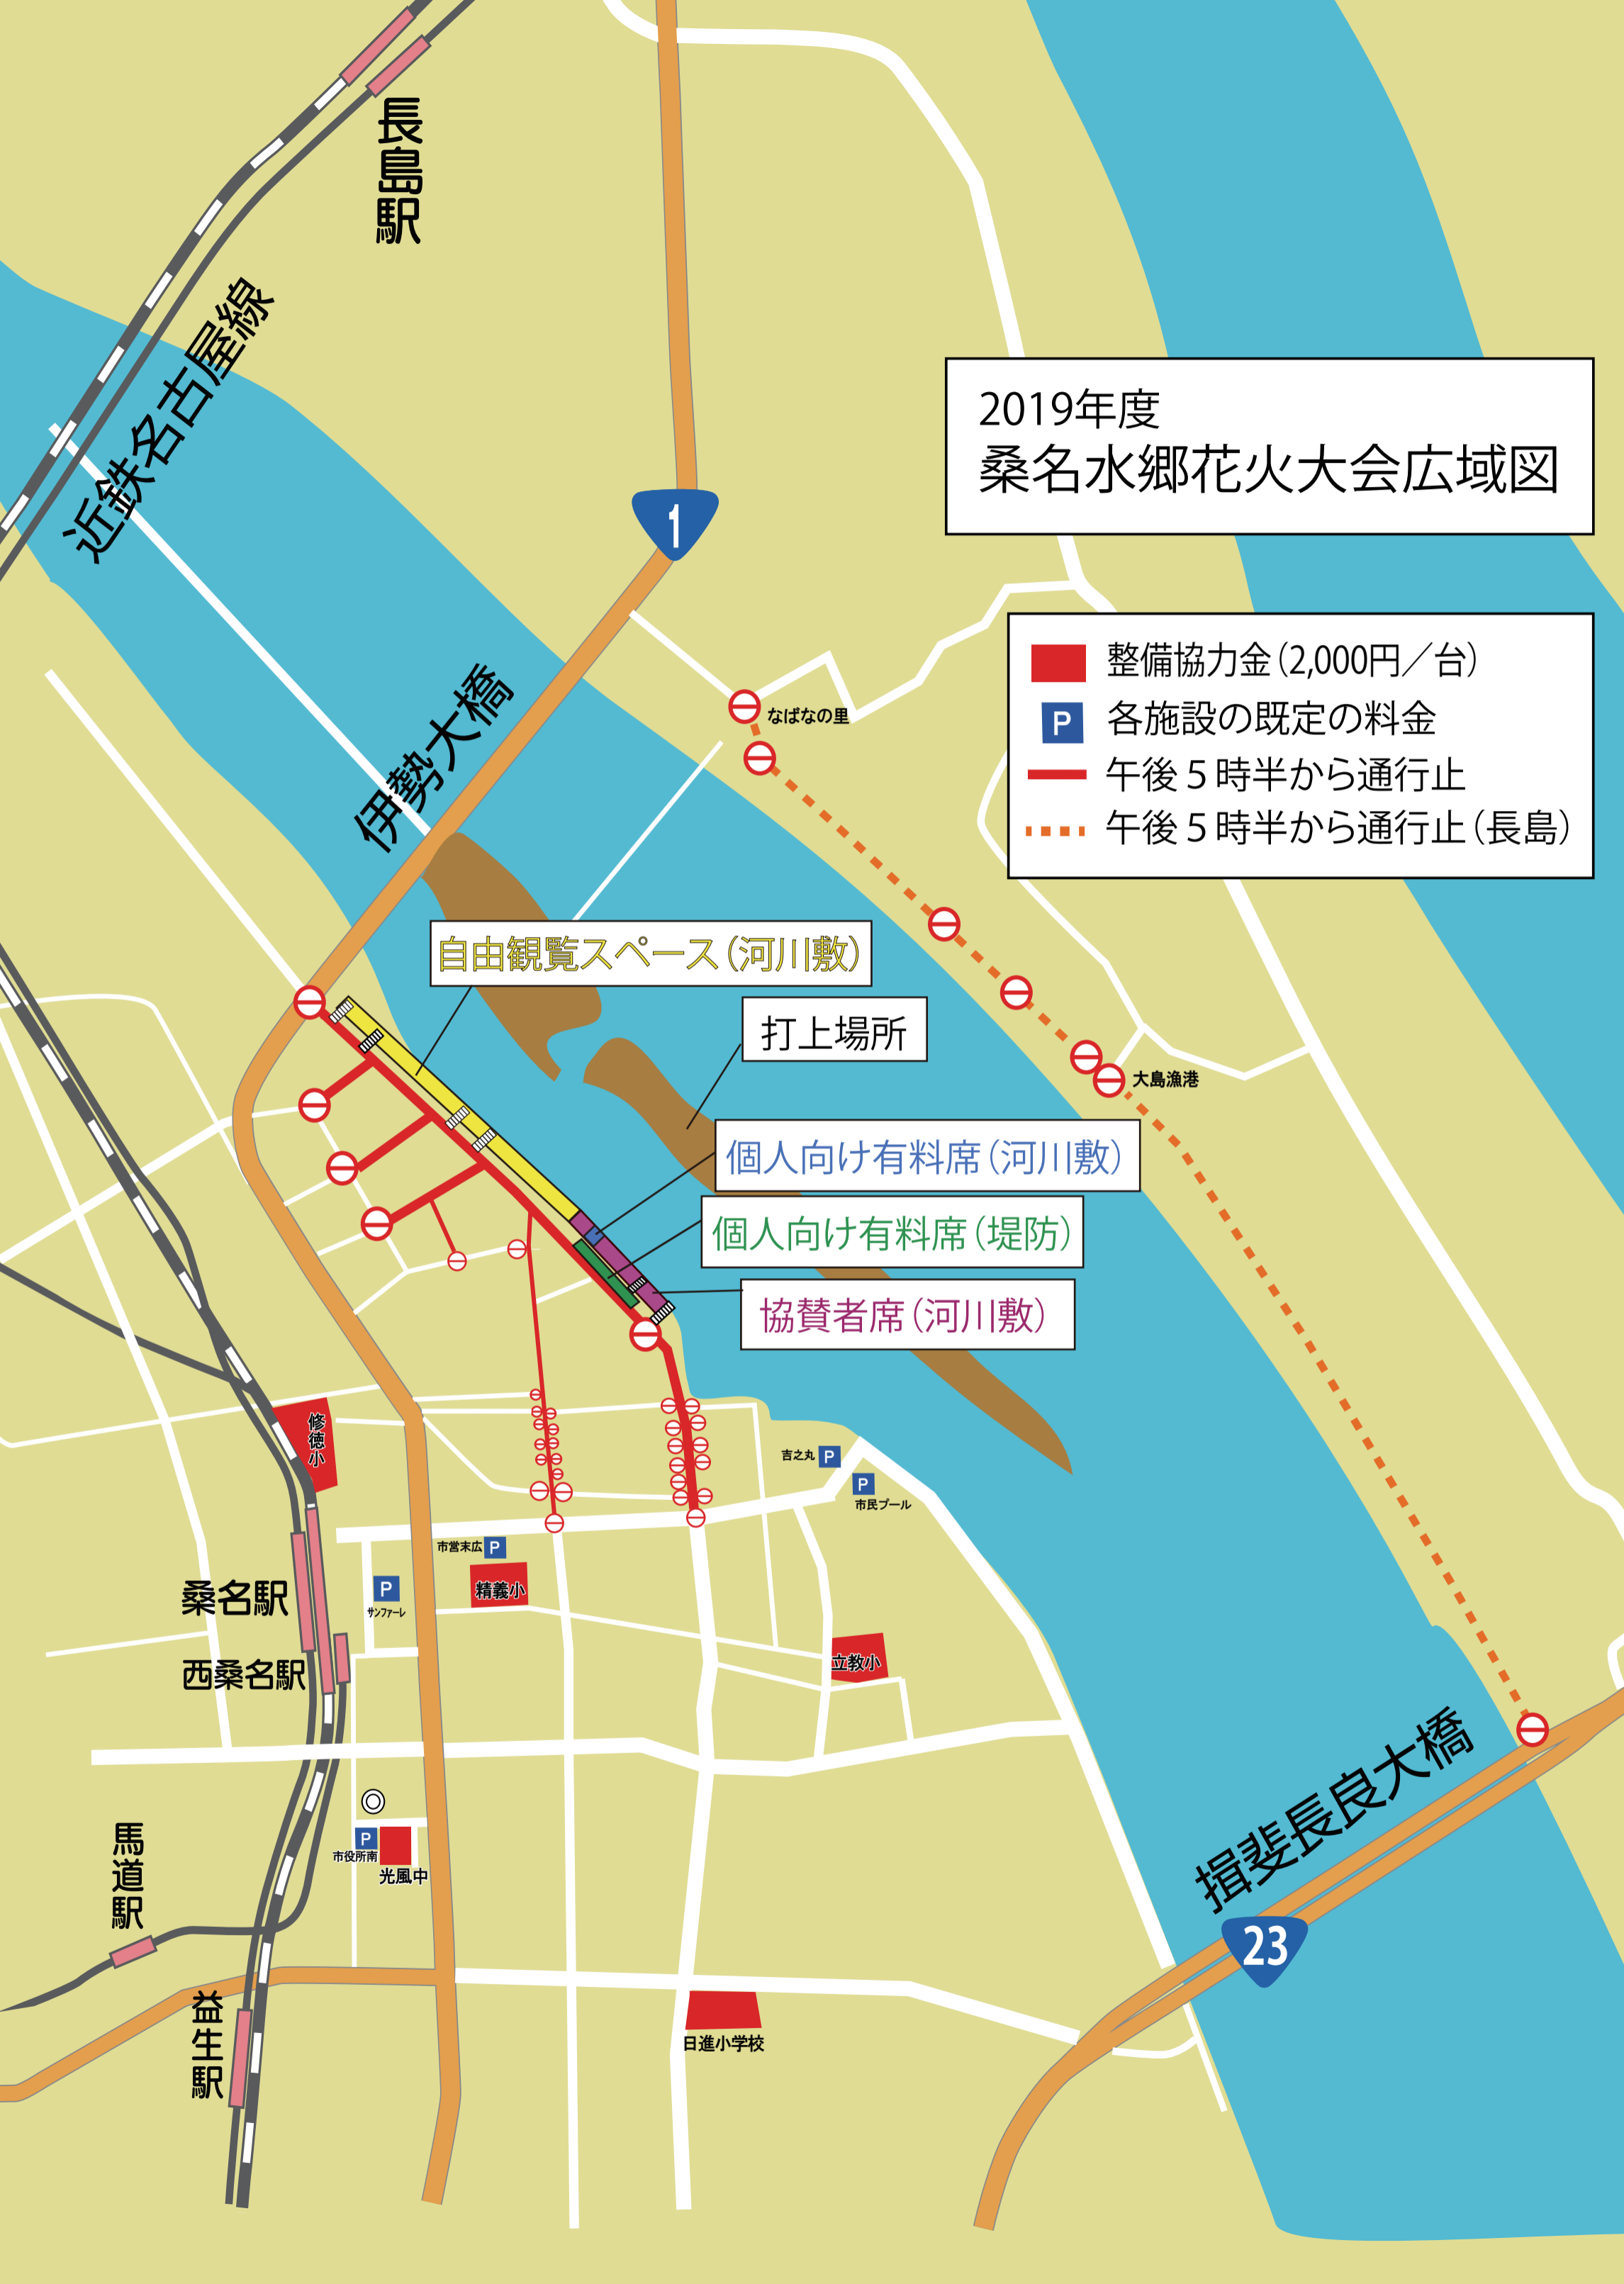 長島駅
近鉄名古屋線
1
2019年度
桑名水郷花火大会広域図
整備協力金(2,000円/台)
P 各施設の既定の料金
午後5時半から通行止
午後5時半から通行止(長島)
伊勢大橋
なばなの里
自由観覧スペース(河川敷)
打上場所
大島漁港
個人向け有料席(河川敷)
個人向け有料席(堤防)
協賛者席(河川敷)
修徳小
吉之丸 P
P
市民プール
市営末広 P
精義小
桑名駅
P
サンファーレ
西桑名駅
立教小
揖斐長良大橋
23
馬道駅
P
市役所南
光風中
益生駅
日進小学校